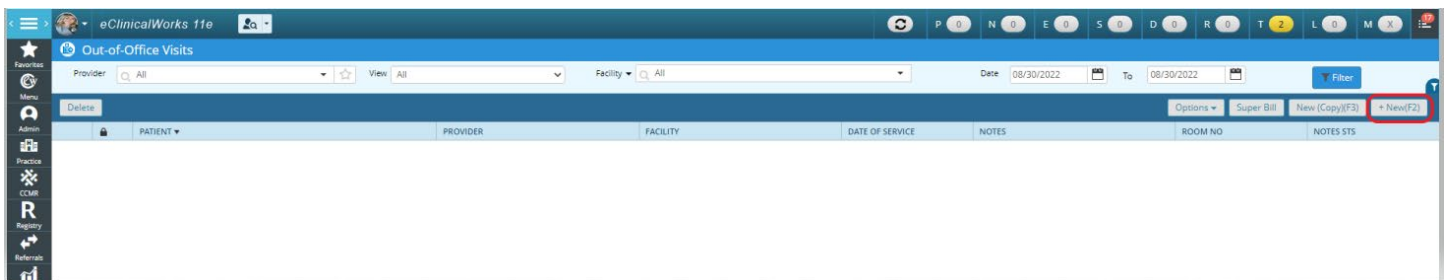 eClinicalWorks 11e P 0 N 0 E 0 S 0 D 0 R 0 T 2 L 0 M X 17
Favorites Out-of-Office Visits
Provider All View All Facility All Date 08/30/2022 To 08/30/2022 Filter
Menu
Delete Options Super Bill New (Copy)(F3) + New(F2)
Admin
PATIENT PROVIDER FACILITY DATE OF SERVICE NOTES ROOM NO NOTES STS
Practice
CCMR
R
Registry
Referrals